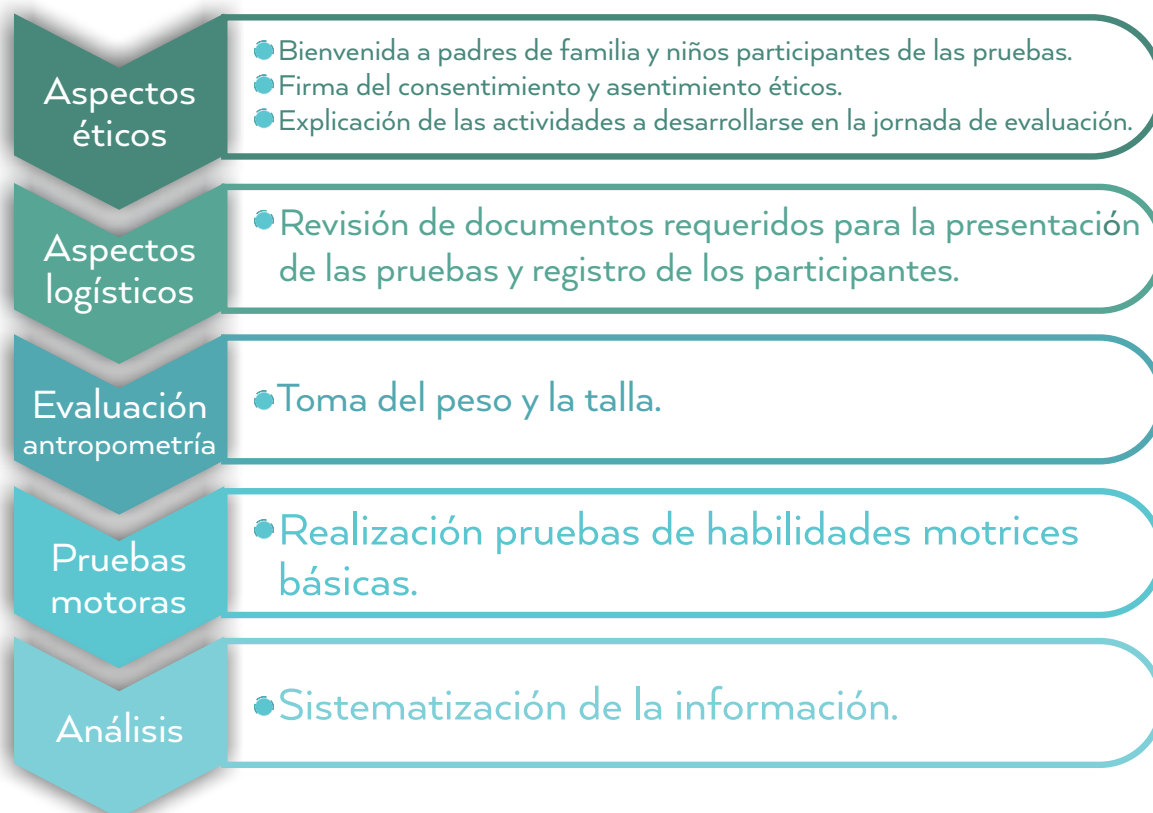 Aspectos
éticos
Bienvenida a padres de familia y niños participantes de las pruebas.
Firma del consentimiento y asentimiento éticos.
Explicación de las actividades a desarrollarse en la jornada de evaluación.
Aspectos
logísticos
Revisión de documentos requeridos para la presentación
de las pruebas y registro de los participantes.
Evaluación
antropometría
Toma del peso y la talla.
Pruebas
motoras
Realización pruebas de habilidades motrices
básicas.
Análisis
Sistematización de la información.